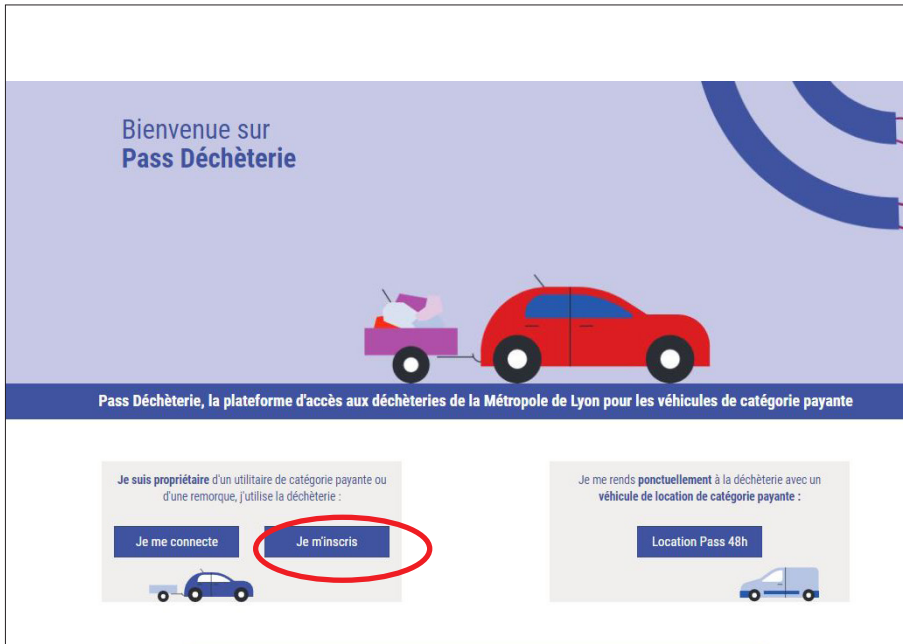 Bienvenue sur
Pass Déchèterie
Pass Déchèterie, la plateforme d'accès aux déchèteries de la Métropole de Lyon pour les véhicules de catégorie payante
Je suis propriétaire d'un utilitaire de catégorie payante ou
d'une remorque, j'utilise la déchèterie :
Je me connecte
Je m'inscris
Je me rends ponctuellement à la déchèterie avec un
véhicule de location de catégorie payante :
Location Pass 48h